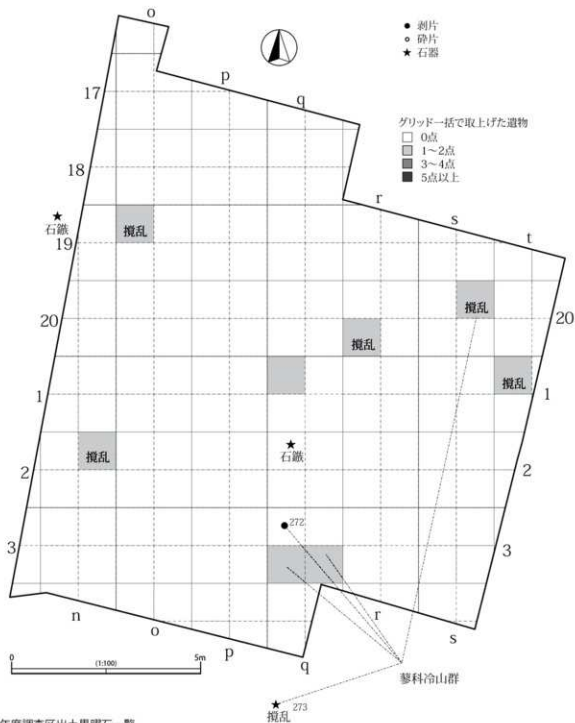 o
p
q
r
s
t
● 剥片
○ 砕片
★ 石器
グリッド一括で取上げた遺物
0点
1〜2点
3〜4点
5点以上
17
18
石鏃
19
撹乱
撹乱
20
20
撹乱
撹乱
1
1
石鏃
撹乱
2
2
272
3
3
n
o
p
q
r
s
0
(1:100)
5m
蓼科冷山群
273
撹乱